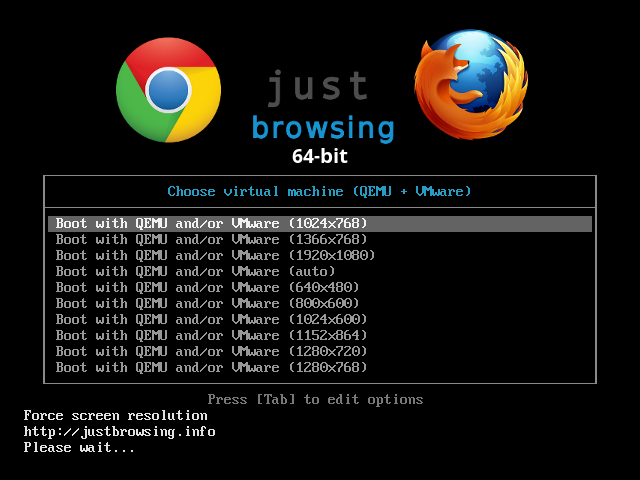 just
browsing
64-bit
Choose virtual machine (QEMU + VMware)
Boot with QEMU and/or VMware (1024x768)
Boot with QEMU and/or VMware (1366x768)
Boot with QEMU and/or VMware (1920x1080)
Boot with QEMU and/or VMware (auto)
Boot with QEMU and/or VMware (640x480)
Boot with QEMU and/or VMware (800x600)
Boot with QEMU and/or VMware (1024x600)
Boot with QEMU and/or VMware (1152x864)
Boot with QEMU and/or VMware (1280x720)
Boot with QEMU and/or VMware (1280x768)
Press [Tab] to edit options
Force screen resolution
http://justbrowsing.info
Please wait...